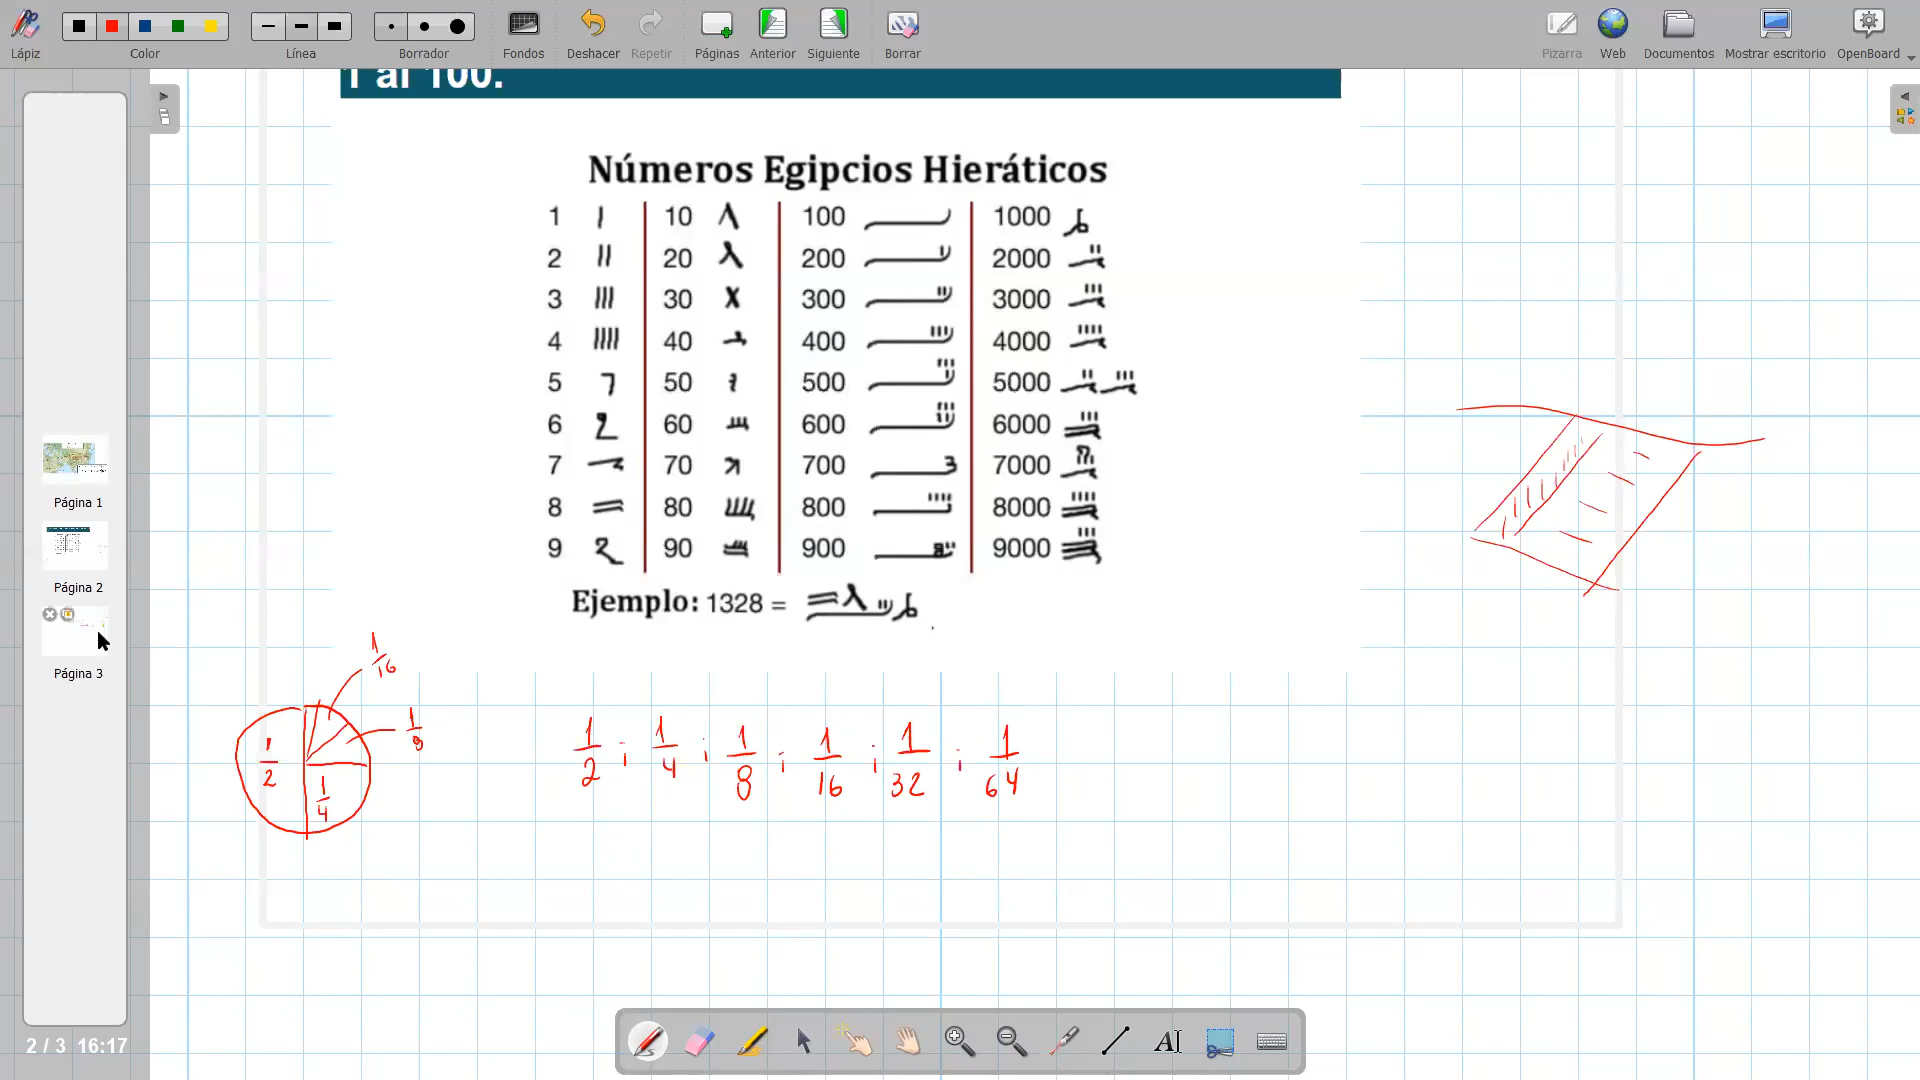 Lápiz
Color
Línea
Borrador
Fondos
Deshacer
Repetir
Páginas
Anterior
Siguiente
Borrar
Pizarra
Web
Documentos
Mostrar escritorio
OpenBoard
1 al 100.
Números Egipcios Hieráticos
1 10 100 1000
2 20 200 2000
3 30 300 3000
4 40 400 4000
5 50 500 5000
6 60 600 6000
7 70 700 7000
8 80 800 8000
9 90 900 9000
Ejemplo: 1328 =
Página 1
Página 2
Página 3
1/16
1/8
1/2
1/4
1/2 ; 1/4 ; 1/8 ; 1/16 ; 1/32 ; 1/64
2 / 3 16:17